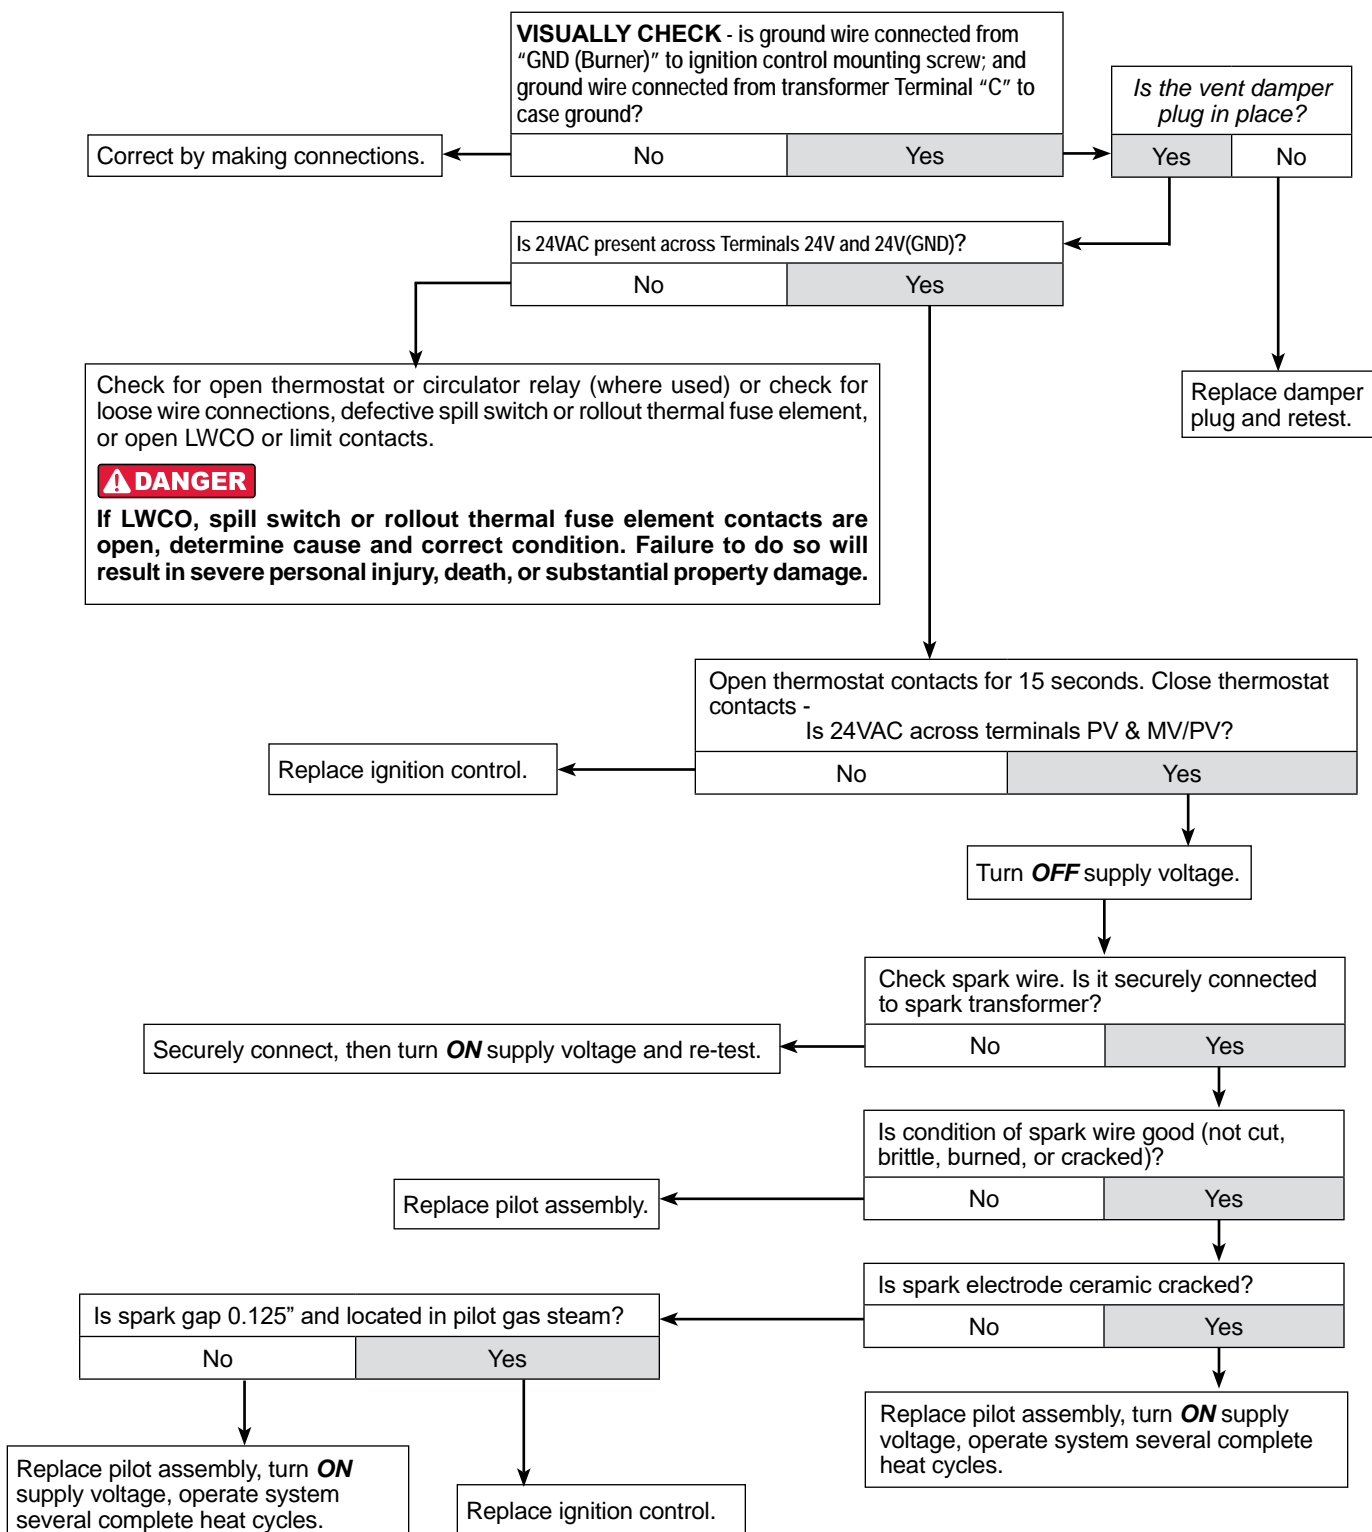 VISUALLY CHECK - is ground wire connected from
“GND (Burner)” to ignition control mounting screw; and
ground wire connected from transformer Terminal “C” to
case ground?
No
Yes
Correct by making connections.
Is the vent damper
plug in place?
Yes
No
Is 24VAC present across Terminals 24V and 24V(GND)?
No
Yes
Check for open thermostat or circulator relay (where used) or check for
loose wire connections, defective spill switch or rollout thermal fuse element,
or open LWCO or limit contacts.
DANGER
If LWCO, spill switch or rollout thermal fuse element contacts are
open, determine cause and correct condition. Failure to do so will
result in severe personal injury, death, or substantial property damage.
Replace damper
plug and retest.
Open thermostat contacts for 15 seconds. Close thermostat
contacts -
Is 24VAC across terminals PV & MV/PV?
No
Yes
Replace ignition control.
Turn OFF supply voltage.
Check spark wire. Is it securely connected
to spark transformer?
No
Yes
Securely connect, then turn ON supply voltage and re-test.
Is condition of spark wire good (not cut,
brittle, burned, or cracked)?
No
Yes
Replace pilot assembly.
Is spark electrode ceramic cracked?
No
Yes
Is spark gap 0.125” and located in pilot gas steam?
No
Yes
Replace pilot assembly, turn ON supply
voltage, operate system several complete
heat cycles.
Replace pilot assembly, turn ON
supply voltage, operate system
several complete heat cycles.
Replace ignition control.